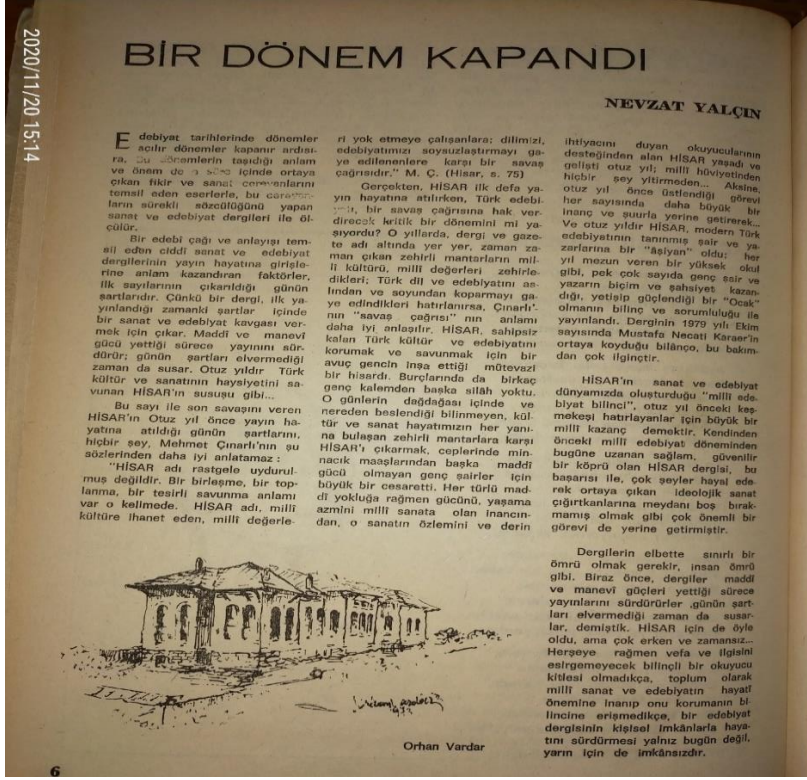 2020/11/20 15:14
BİR DÖNEM KAPANDI
NEVZAT YALÇIN
Edebiyat tarihlerinde dönemler
açılır dönemler kapanır ardısı-
ra. Bu dönemlerin taşıdığı anlam
ve önem de o süre içinde ortaya
çıkan fikir ve sanat cereyanlarını
temsil eden eserlerle, bu cereyan-
ların sürekli sözcülüğünü yapan
sanat ve edebiyat dergileri ile öl-
çülür.
Bir edebi çağı ve anlayışı tem-
sil eden ciddî sanat ve edebiyat
dergilerinin yayın hayatına girişle-
rine anlam kazandıran faktörler,
ilk sayılarının çıkarıldığı günün
şartlarıdır. Çünkü bir dergi, ilk ya-
yınlandığı zamanki şartlar içinde
bir sanat ve edebiyat kavgası ver-
mek için çıkar. Maddî ve manevî
gücü yettiği sürece yayınını sür-
dürür; günün şartları elvermediği
zaman da susar. Otuz yıldır Türk
kültür ve sanatının haysiyetini sa-
vunan HİSAR'ın susuşu gibi...
Bu sayı ile son savaşını veren
HİSAR'ın Otuz yıl önce yayın ha-
yatına atıldığı günün şartlarını,
hiçbir şey, Mehmet Çınarlı'nın şu
sözlerinden daha iyi anlatamaz :
"HİSAR adı rastgele uydurul-
muş değildir. Bir birleşme, bir top-
lanma, bir tesirli savunma anlamı
var o kelimede. HİSAR adı, millî
kültüre ihanet eden, millî değerle-
ri yok etmeye çalışanlara; dilimizi,
edebiyatımızı soysuzlaştırmayı ga-
ye edilenenlere karşı bir savaş
çağrısıdır." M. Ç. (Hisar, s. 75)
Gerçekten, HİSAR ilk defa ya-
yın hayatına atılırken, Türk edebi-
yatı, bir savaş çağrısına hak ver-
direcek kritik bir dönemini mi ya-
şıyordu? O yıllarda, dergi ve gaze-
te adı altında yer yer, zaman za-
man çıkan zehirli mantarların mil-
lî kültürü, millî değerleri zehirle-
dikleri; Türk dil ve edebiyatını as-
lından ve soyundan koparmayı ga-
ye edindikleri hatırlanırsa, Çınarlı'-
nın "savaş çağrısı" nın anlamı
daha iyi anlaşılır. HİSAR, sahipsiz
kalan Türk kültür ve edebiyatını
korumak ve savunmak için bir
avuç gencin inşa ettiği mütevazi
bir hisardı. Burçlarında da birkaç
genç kalemden başka silâh yoktu.
O günlerin dağdağası içinde ve
nereden beslendiği bilinmeyen, kül-
tür ve sanat hayatımızın her yanı-
na bulaşan zehirli mantarlara karşı
HİSAR'ı çıkarmak, ceplerinde min-
nacık maaşlarından başka maddî
gücü olmayan genç şairler için
büyük bir cesaretti. Her türlü mad-
dî yokluğa rağmen gücünü, yaşama
azmini millî sanata olan inancın-
dan, o sanatın özlemini ve derin
ihtiyacını duyan okuyucularının
desteğinden alan HİSAR yaşadı ve
gelişti otuz yıl; millî hüviyetinden
hiçbir şey yitirmeden... Aksine,
otuz yıl önce üstlendiği görevi
her sayısında daha büyük bir
inanç ve şuurla yerine getirerek...
Ve otuz yıldır HİSAR, modern Türk
edebiyatının tanınmış şair ve ya-
zarlarına bir "Âşiyan" oldu; her
yıl mezun veren bir yüksek okul
gibi, pek çok sayıda genç şair ve
yazarın biçim ve şahsiyet kazan-
dığı, yetişip güçlendiği bir "Ocak"
olmanın bilinç ve sorumluluğu ile
yayınlandı. Derginin 1979 yılı Ekim
sayısında Mustafa Necati Karaer'in
ortaya koyduğu bilânço, bu bakım-
dan çok ilginçtir.
HİSAR'ın sanat ve edebiyat
dünyamızda oluşturduğu "millî ede-
biyat bilinci", otuz yıl önceki keş-
mekeşi hatırlayanlar için büyük bir
millî kazanç demektir. Kendinden
önceki millî edebiyat döneminden
bugüne uzanan sağlam, güvenilir
bir köprü olan HİSAR dergisi, bu
başarısı ile, çok şeyler hayal ede-
rek ortaya çıkan ideolojik sanat
çığırtkanlarına meydanı boş bırak-
mamış olmak gibi çok önemli bir
görevi de yerine getirmiştir.
Dergilerin elbette sınırlı bir
ömrü olmak gerekir, insan ömrü
gibi. Biraz önce, dergiler maddî
ve manevî güçleri yettiği sürece
yayınlarını sürdürürler ,günün şart-
ları elvermediği zaman da susar-
lar, demiştik. HİSAR için de öyle
oldu, ama çok erken ve zamansız...
Herşeye rağmen vefa ve ilgisini
esirgemeyecek bilinçli bir okuyucu
kitlesi olmadıkça, toplum olarak
millî sanat ve edebiyatın hayatî
önemine inanıp onu korumanın bi-
lincine erişmedikçe, bir edebiyat
dergisinin kişisel imkânlarla haya-
tını sürdürmesi yalnız bugün değil,
yarın için de imkânsızdır.
Orhan Vardar
6